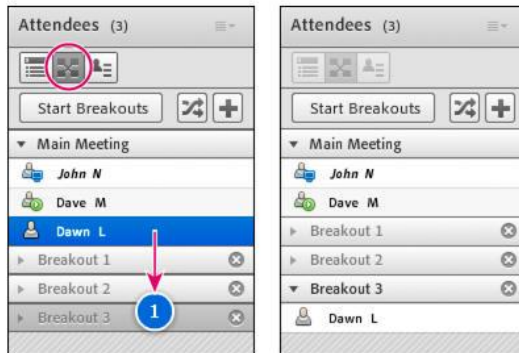 Attendees (3)
Start Breakouts
Main Meeting
John N
Dave M
Dawn L
Breakout 1
Breakout 2
Breakout 3
1
Attendees (3)
Start Breakouts
Main Meeting
John N
Dave M
Breakout 1
Breakout 2
Breakout 3
Dawn L